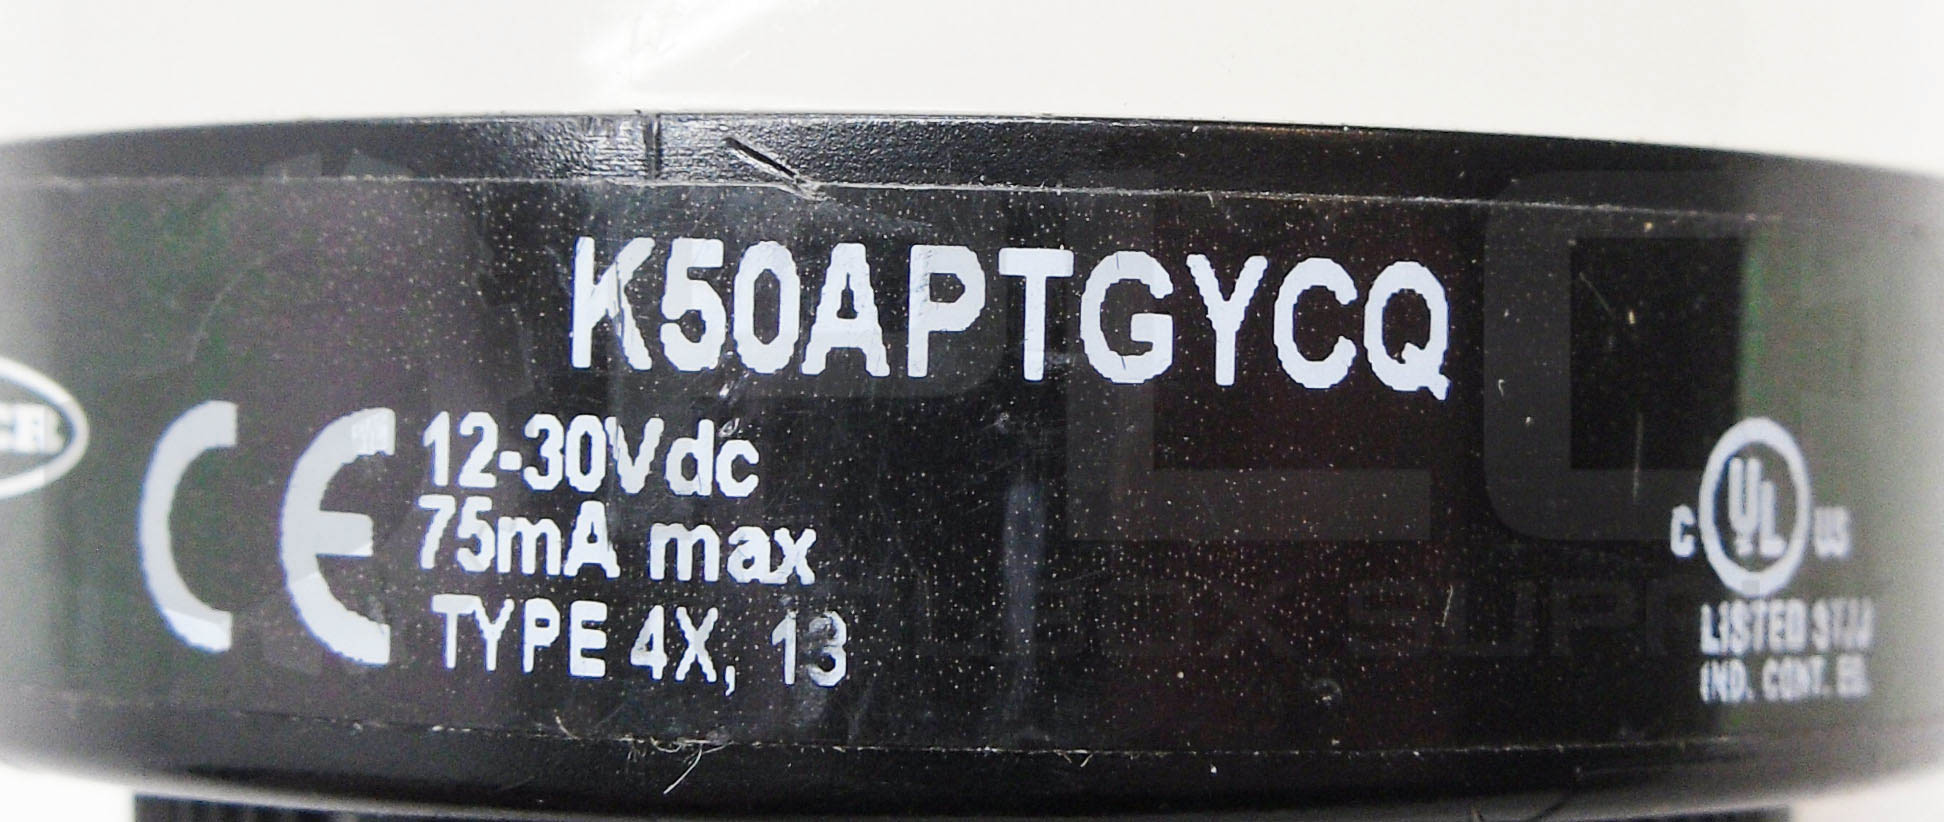 K50APTGYCQ
CE
12-30Vdc
75mA max
TYPE 4X, 13
C UL US
LISTED
IND. CONT. EQ.